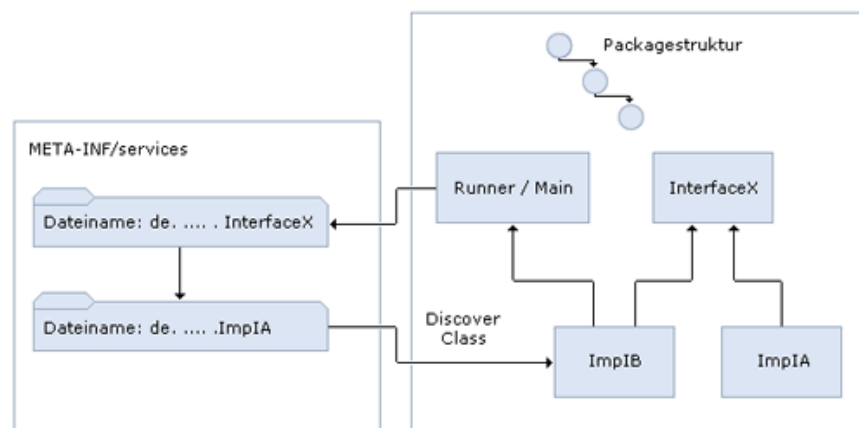 Packagestruktur
META-INF/services
Runner / Main
InterfaceX
Dateiname: de. .... . InterfaceX
Dateiname: de. .... .ImpIA
Discover
Class
ImpIB
ImpIA